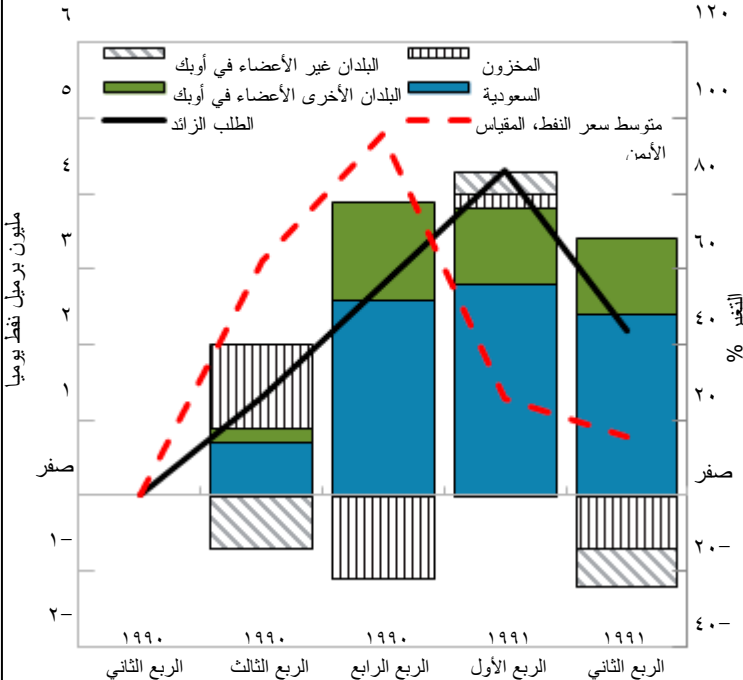 ٦
٥
٤
٣
٢
١
صفر
١−
٢−
مليون برميل نفط يوميا
١٢٠
١٠٠
٨٠
٦٠
٤٠
٢٠
صفر
٢٠−
٤٠−
التغير %
المخزون
البلدان غير الأعضاء في أوبك
السعودية
البلدان الأخرى الأعضاء في أوبك
متوسط سعر النفط، المقياس
الأيمن
الطلب الزائد
١٩٩٠
الربع الثاني
١٩٩٠
الربع الثالث
١٩٩٠
الربع الرابع
١٩٩١
الربع الأول
١٩٩١
الربع الثاني